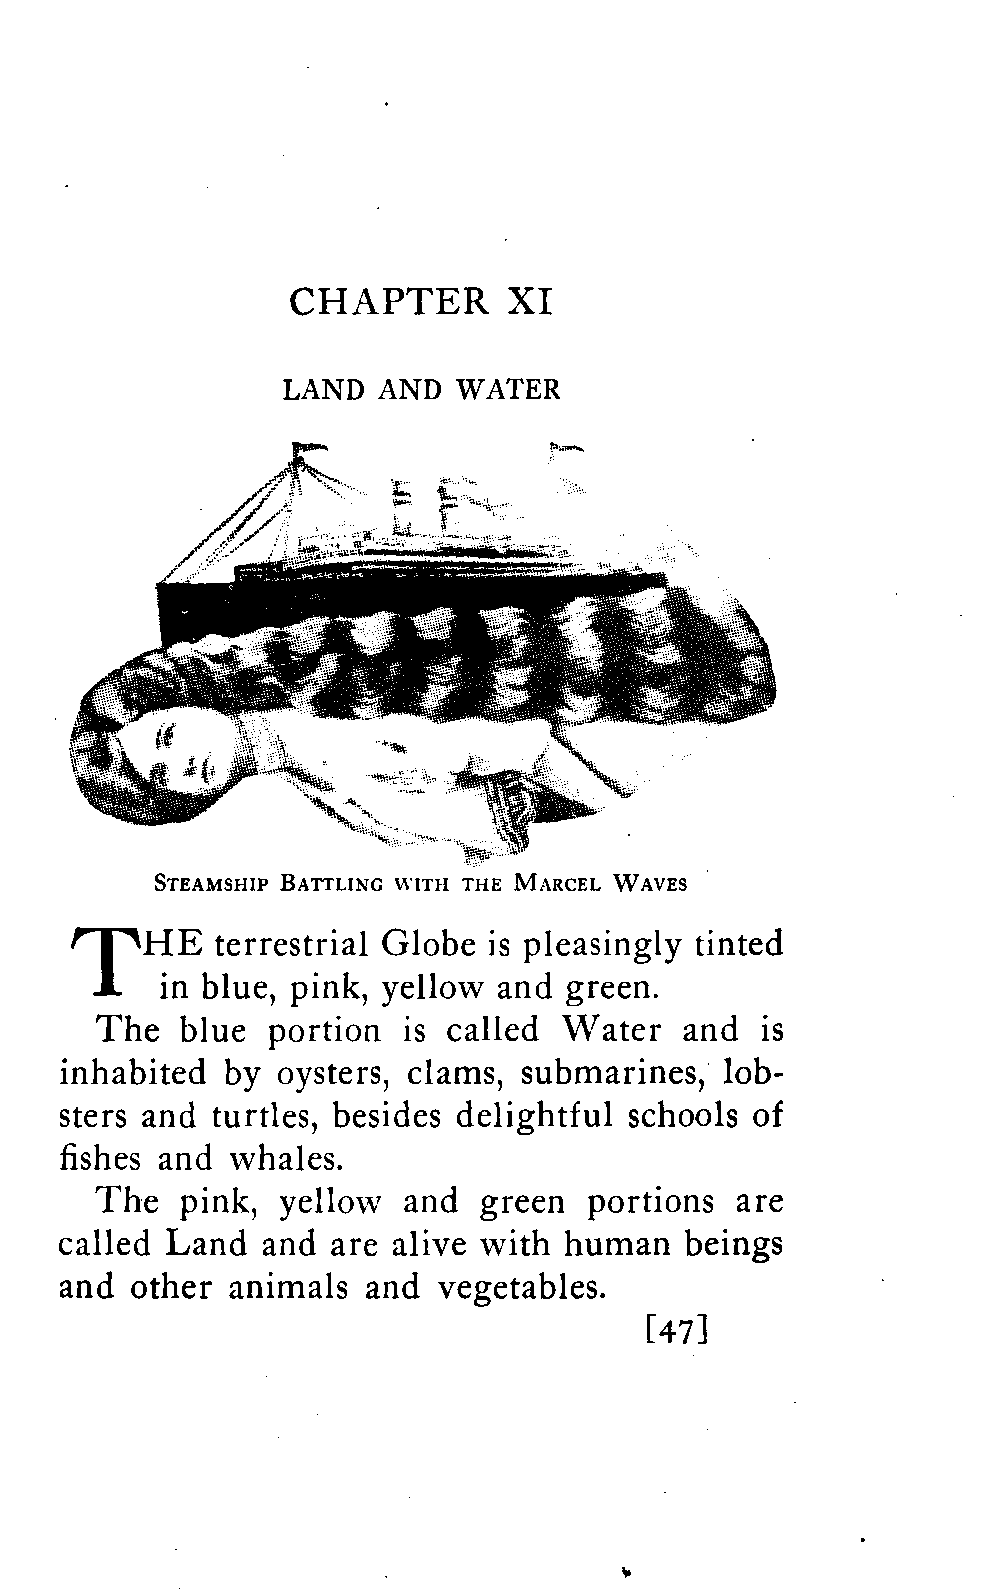 CHAPTER XI
LAND AND WATER
STEAMSHIP BATTLING WITH THE MARCEL WAVES
THE terrestrial Globe is pleasingly tinted
in blue, pink, yellow and green.
The blue portion is called Water and is
inhabited by oysters, clams, submarines, lob-
sters and turtles, besides delightful schools of
fishes and whales.
The pink, yellow and green portions are
called Land and are alive with human beings
and other animals and vegetables.
[47]